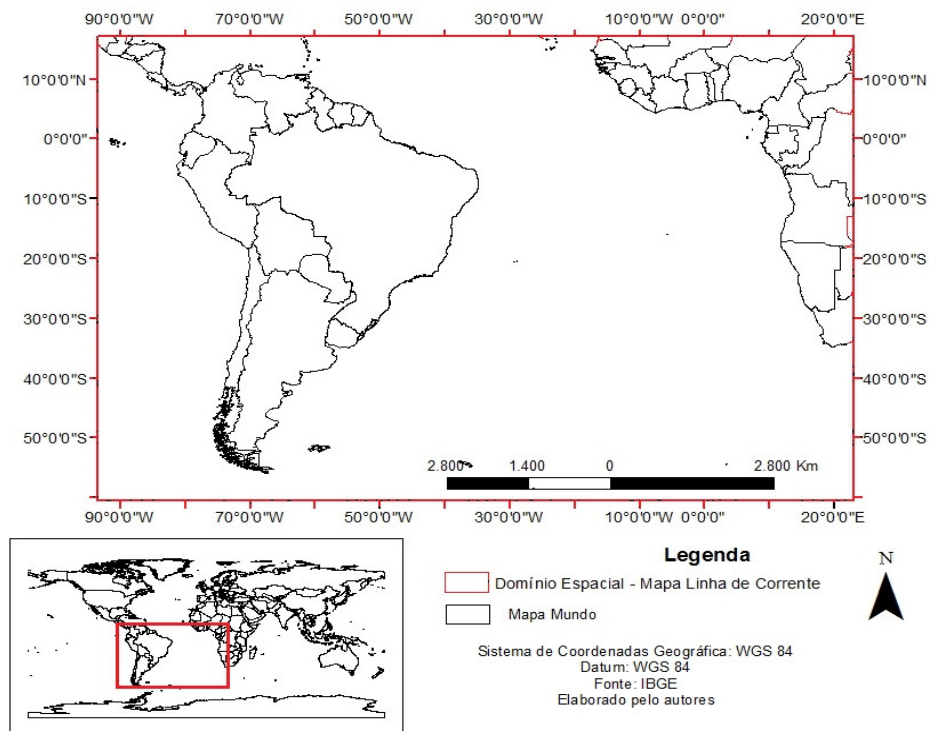 90°0'0"W 70°0'0"W 50°0'0"W 30°0'0"W 10°0'0"W 0°0'0" 20°0'0"E
10°0'0"N 10°0'0"N
0°0'0" 0°0'0"
10°0'0"S 10°0'0"S
20°0'0"S 20°0'0"S
30°0'0"S 30°0'0"S
40°0'0"S 40°0'0"S
50°0'0"S 50°0'0"S
2.800 1.400 0 2.800 Km
90°0'0"W 70°0'0"W 50°0'0"W 30°0'0"W 10°0'0"W 0°0'0" 20°0'0"E
Legenda
Domínio Espacial - Mapa Linha de Corrente
Mapa Mundo
N
Sistema de Coordenadas Geográfica: WGS 84
Datum: WGS 84
Fonte: IBGE
Elaborado pelo autores